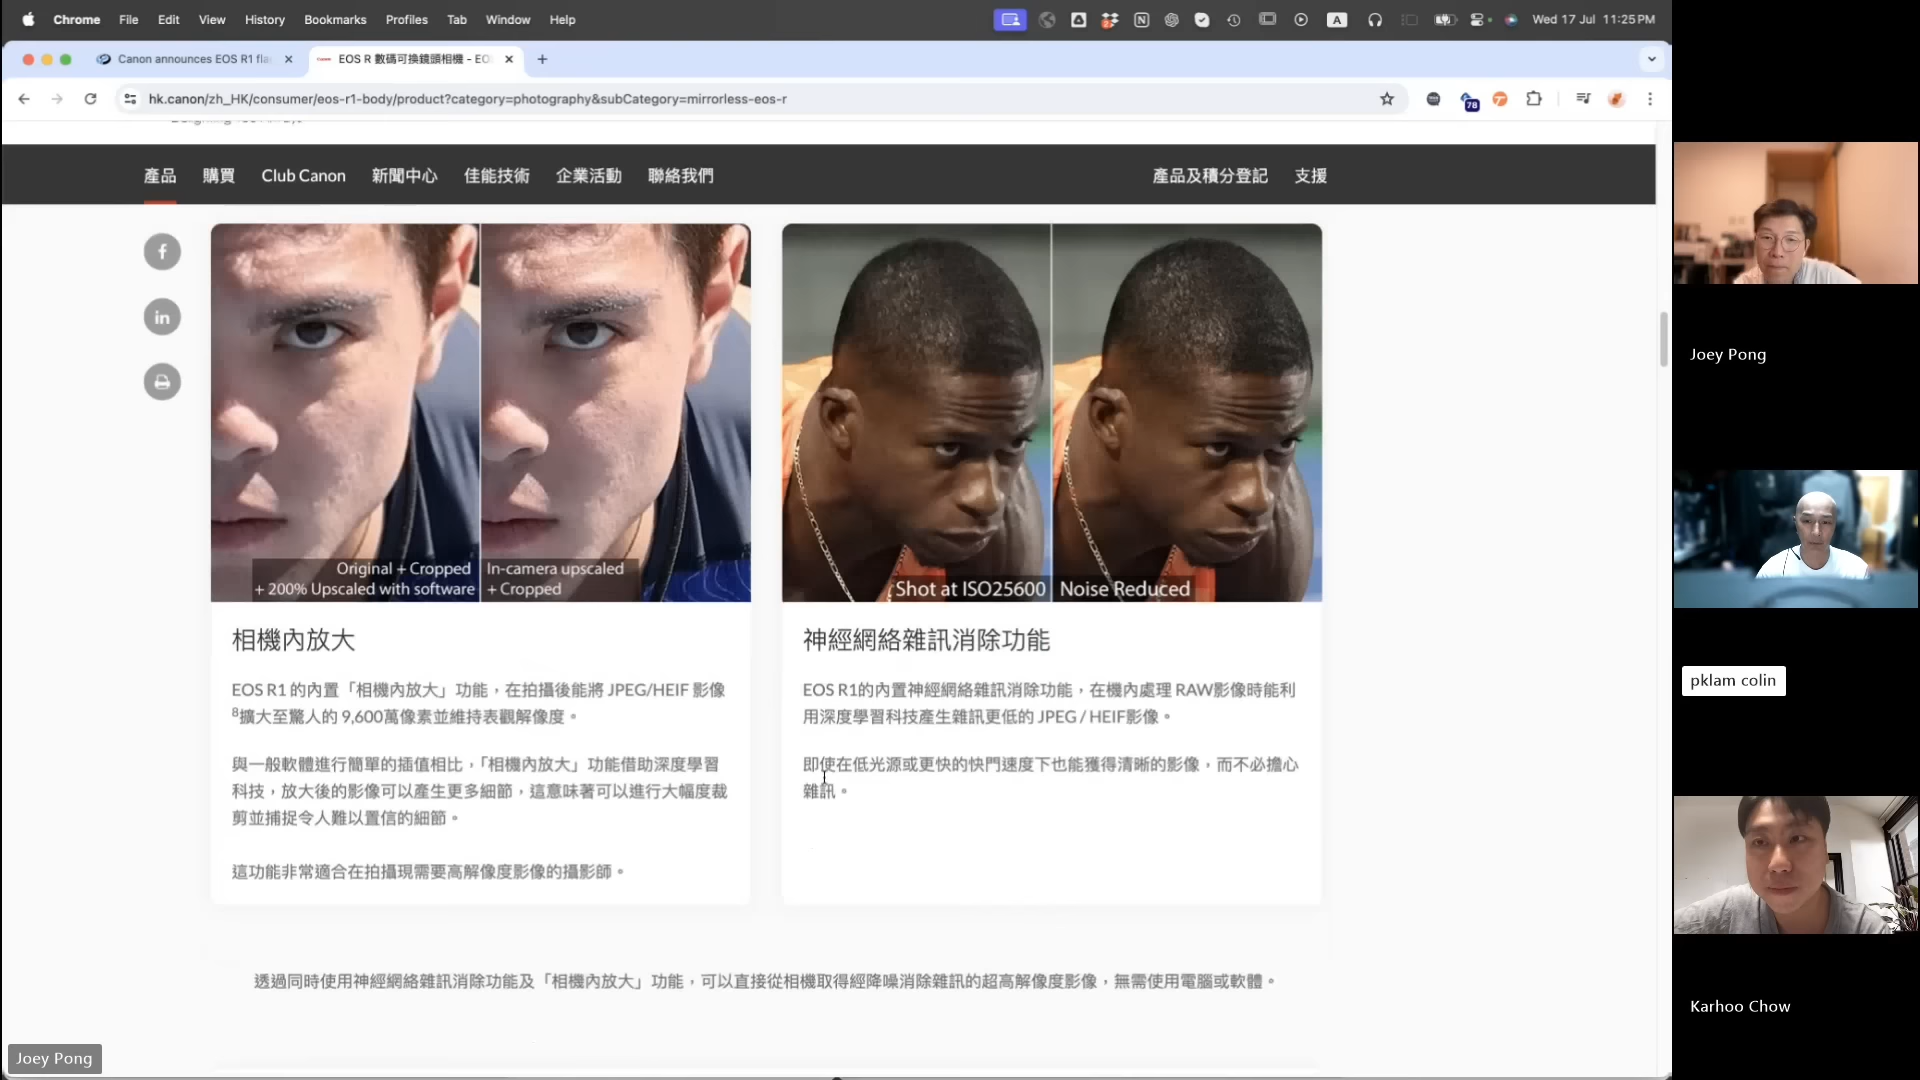 Chrome File Edit View History Bookmarks Profiles Tab Window Help
Wed 17 Jul 11:25 PM
Canon announces EOS R1 fla
EOS R 數碼可換鏡頭相機 - EO
hk.canon/zh_HK/consumer/eos-r1-body/product?category=photography&subCategory=mirrorless-eos-r
78
產品 購買 Club Canon 新聞中心 佳能技術 企業活動 聯絡我們 產品及積分登記 支援
Original + Cropped
+ 200% Upscaled with software
In-camera upscaled
+ Cropped
Shot at ISO25600
Noise Reduced
相機內放大
EOS R1 的內置「相機內放大」功能，在拍攝後能將 JPEG/HEIF 影像
8擴大至驚人的 9,600萬像素並維持表觀解像度。
與一般軟體進行簡單的插值相比，「相機內放大」功能借助深度學習
科技，放大後的影像可以產生更多細節，這意味著可以進行大幅度裁
剪並捕捉令人難以置信的細節。
這功能非常適合在拍攝現需要高解像度影像的攝影師。
神經網絡雜訊消除功能
EOS R1的內置神經網絡雜訊消除功能，在機內處理 RAW影像時能利
用深度學習科技產生雜訊更低的 JPEG / HEIF影像。
即使在低光源或更快的快門速度下也能獲得清晰的影像，而不必擔心
雜訊。
透過同時使用神經網絡雜訊消除功能及「相機內放大」功能，可以直接從相機取得經降噪消除雜訊的超高解像度影像，無需使用電腦或軟體。
Joey Pong
Joey Pong
pklam colin
Karhoo Chow